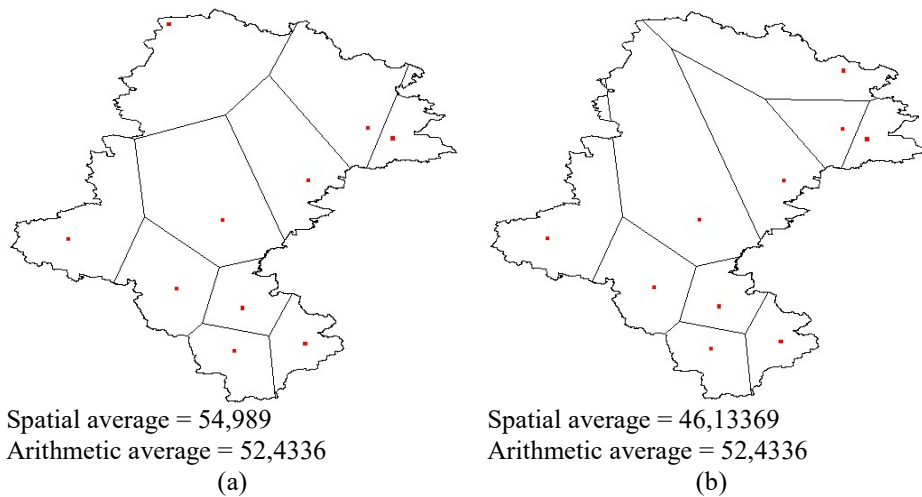 Spatial average = 54,989
Arithmetic average = 52,4336
(a)
Spatial average = 46,13369
Arithmetic average = 52,4336
(b)